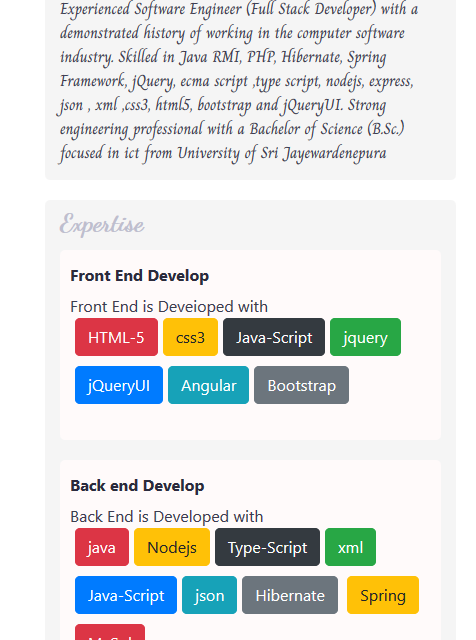 Experienced Software Engineer (Full Stack Developer) with a
demonstrated history of working in the computer software
industry. Skilled in Java RMI, PHP, Hibernate, Spring
Framework, jQuery, ecma script ,type script, nodejs, express,
json , xml ,css3, html5, bootstrap and jQueryUI. Strong
engineering professional with a Bachelor of Science (B.Sc.)
focused in ict from University of Sri Jayewardenepura
Expertise
Front End Develop
Front End is Deveioped with
HTML-5 css3 Java-Script jquery
jQueryUI Angular Bootstrap
Back end Develop
Back End is Developed with
java Nodejs Type-Script xml
Java-Script json Hibernate Spring